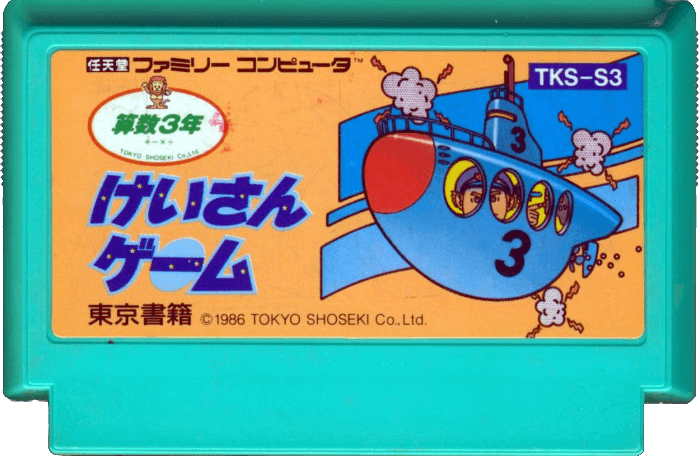 任天堂 ファミリー コンピュータ™
TKS-S3
算数3年
+-×÷
TOKYO SHOSEKI Co.,Ltd.
けいさん
ゲーム
東京書籍 ©1986 TOKYO SHOSEKI Co.,Ltd.
3
3